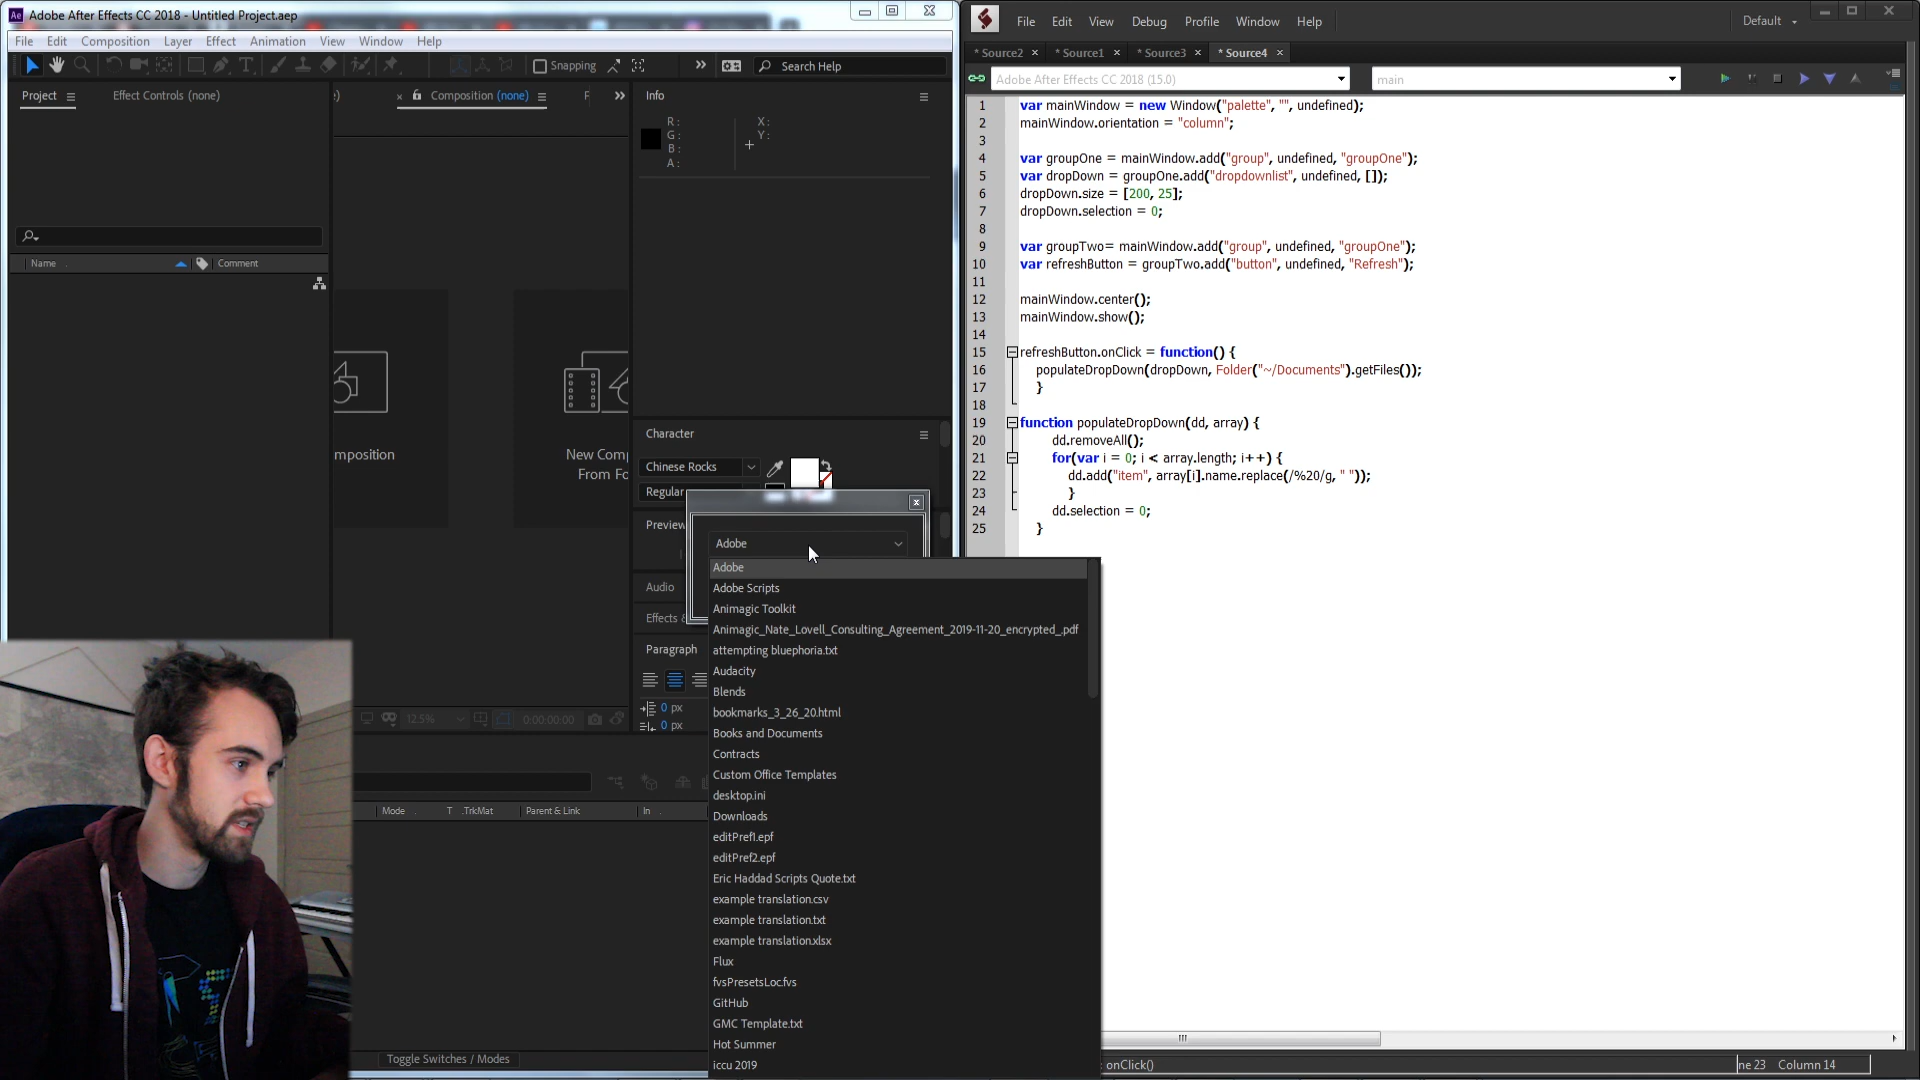 Ae Adobe After Effects CC 2018 - Untitled Project.aep
File Edit Composition Layer Effect Animation View Window Help
Snapping
Search Help
Project
Effect Controls (none)
Composition (none)
F
Info
R :
G :
B :
A :
X :
Y :
Name
Comment
mposition
New Comp
From Fo
Character
Chinese Rocks
Regular
Preview
Audio
Effects &
Paragraph
0 px
0 px
12.5%
0:00:00:00
Mode
T .TrkMat
Parent & Link
In
Toggle Switches / Modes
Adobe
Adobe
Adobe Scripts
Animagic Toolkit
Animagic_Nate_Lovell_Consulting_Agreement_2019-11-20_encrypted_.pdf
attempting bluephoria.txt
Audacity
Blends
bookmarks_3_26_20.html
Books and Documents
Contracts
Custom Office Templates
desktop.ini
Downloads
editPref1.epf
editPref2.epf
Eric Haddad Scripts Quote.txt
example translation.csv
example translation.txt
example translation.xlsx
Flux
fvsPresetsLoc.fvs
GitHub
GMC Template.txt
Hot Summer
iccu 2019
File Edit View Debug Profile Window Help
Default
* Source2 * Source1 * Source3 * Source4
Adobe After Effects CC 2018 (15.0)
main
1 var mainWindow = new Window("palette", "", undefined);
2 mainWindow.orientation = "column";
3
4 var groupOne = mainWindow.add("group", undefined, "groupOne");
5 var dropDown = groupOne.add("dropdownlist", undefined, []);
6 dropDown.size = [200, 25];
7 dropDown.selection = 0;
8
9 var groupTwo= mainWindow.add("group", undefined, "groupOne");
10 var refreshButton = groupTwo.add("button", undefined, "Refresh");
11
12 mainWindow.center();
13 mainWindow.show();
14
15 refreshButton.onClick = function() {
16 populateDropDown(dropDown, Folder("~/Documents").getFiles());
17 }
18
19 function populateDropDown(dd, array) {
20 dd.removeAll();
21 for(var i = 0; i < array.length; i++) {
22 dd.add("item", array[i].name.replace(/%20/g, " "));
23 }
24 dd.selection = 0;
25 }
onClick()
ne 23 Column 14